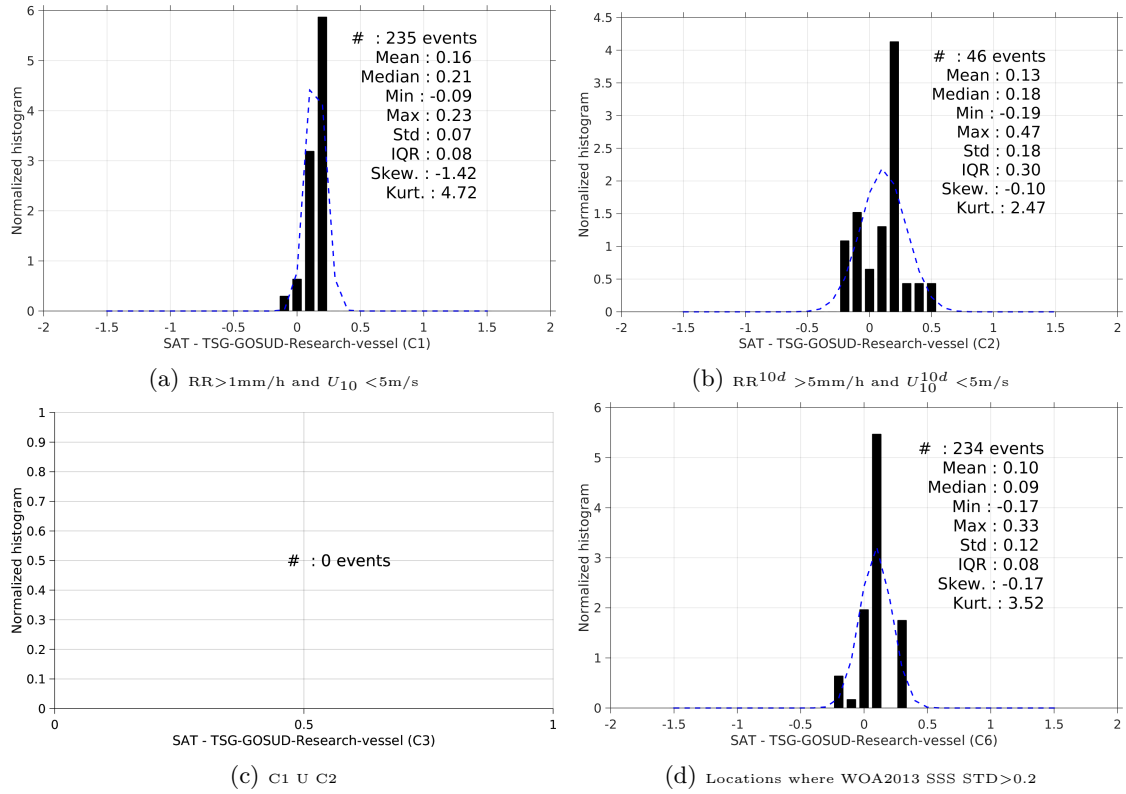 6
5
4
3
2
1
0
-2
-1.5
-1
-0.5
0
0.5
1
1.5
2
Normalized histogram
# : 235 events
Mean : 0.16
Median : 0.21
Min : -0.09
Max : 0.23
Std : 0.07
IQR : 0.08
Skew. : -1.42
Kurt. : 4.72
SAT - TSG-GOSUD-Research-vessel (C1)
(a) RR>1mm/h and U10 <5m/s
4.5
4
3.5
3
2.5
2
1.5
1
0.5
0
-2
-1.5
-1
-0.5
0
0.5
1
1.5
2
Normalized histogram
# : 46 events
Mean : 0.13
Median : 0.18
Min : -0.19
Max : 0.47
Std : 0.18
IQR : 0.30
Skew. : -0.10
Kurt. : 2.47
SAT - TSG-GOSUD-Research-vessel (C2)
(b) RR10d >5mm/h and U10d10 <5m/s
1
0.9
0.8
0.7
0.6
0.5
0.4
0.3
0.2
0.1
0
0
0.5
1
Normalized histogram
# : 0 events
SAT - TSG-GOSUD-Research-vessel (C3)
(c) C1 U C2
6
5
4
3
2
1
0
-2
-1.5
-1
-0.5
0
0.5
1
1.5
2
Normalized histogram
# : 234 events
Mean : 0.10
Median : 0.09
Min : -0.17
Max : 0.33
Std : 0.12
IQR : 0.08
Skew. : -0.17
Kurt. : 3.52
SAT - TSG-GOSUD-Research-vessel (C6)
(d) Locations where WOA2013 SSS STD>0.2